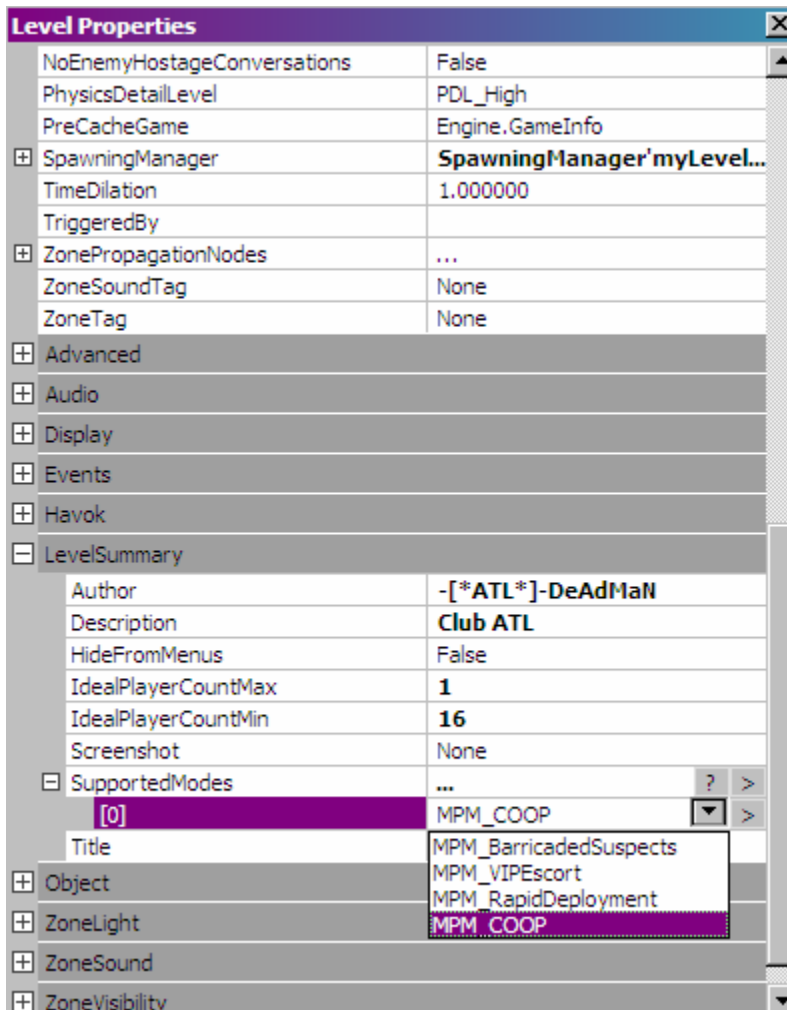 Level Properties
NoEnemyHostageConversations False
PhysicsDetailLevel PDL_High
PreCacheGame Engine.GameInfo
SpawningManager SpawningManager'myLevel...
TimeDilation 1.000000
TriggeredBy
ZonePropagationNodes ...
ZoneSoundTag None
ZoneTag None
Advanced
Audio
Display
Events
Havok
LevelSummary
Author -[*ATL*]-DeAdMaN
Description Club ATL
HideFromMenus False
IdealPlayerCountMax 1
IdealPlayerCountMin 16
Screenshot None
SupportedModes ... ? >
[0] MPM_COOP >
Title MPM_BarricadedSuspects
MPM_VIPEscort
Object
MPM_RapidDeployment
MPM_COOP
ZoneLight
ZoneSound
ZoneVisibility